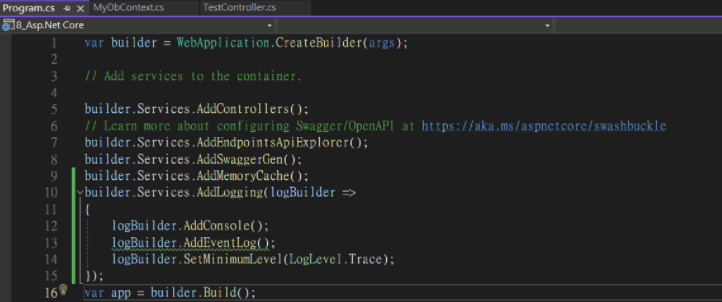 Program.cs MyDbContext.cs TestController.cs
8_Asp.Net Core
1 var builder = WebApplication.CreateBuilder(args);
2
3 // Add services to the container.
4
5 builder.Services.AddControllers();
6 // Learn more about configuring Swagger/OpenAPI at https://aka.ms/aspnetcore/swashbuckle
7 builder.Services.AddEndpointsApiExplorer();
8 builder.Services.AddSwaggerGen();
9 builder.Services.AddMemoryCache();
10 builder.Services.AddLogging(logBuilder =>
11 {
12 logBuilder.AddConsole();
13 logBuilder.AddEventLog();
14 logBuilder.SetMinimumLevel(LogLevel.Trace);
15 });
16 var app = builder.Build();